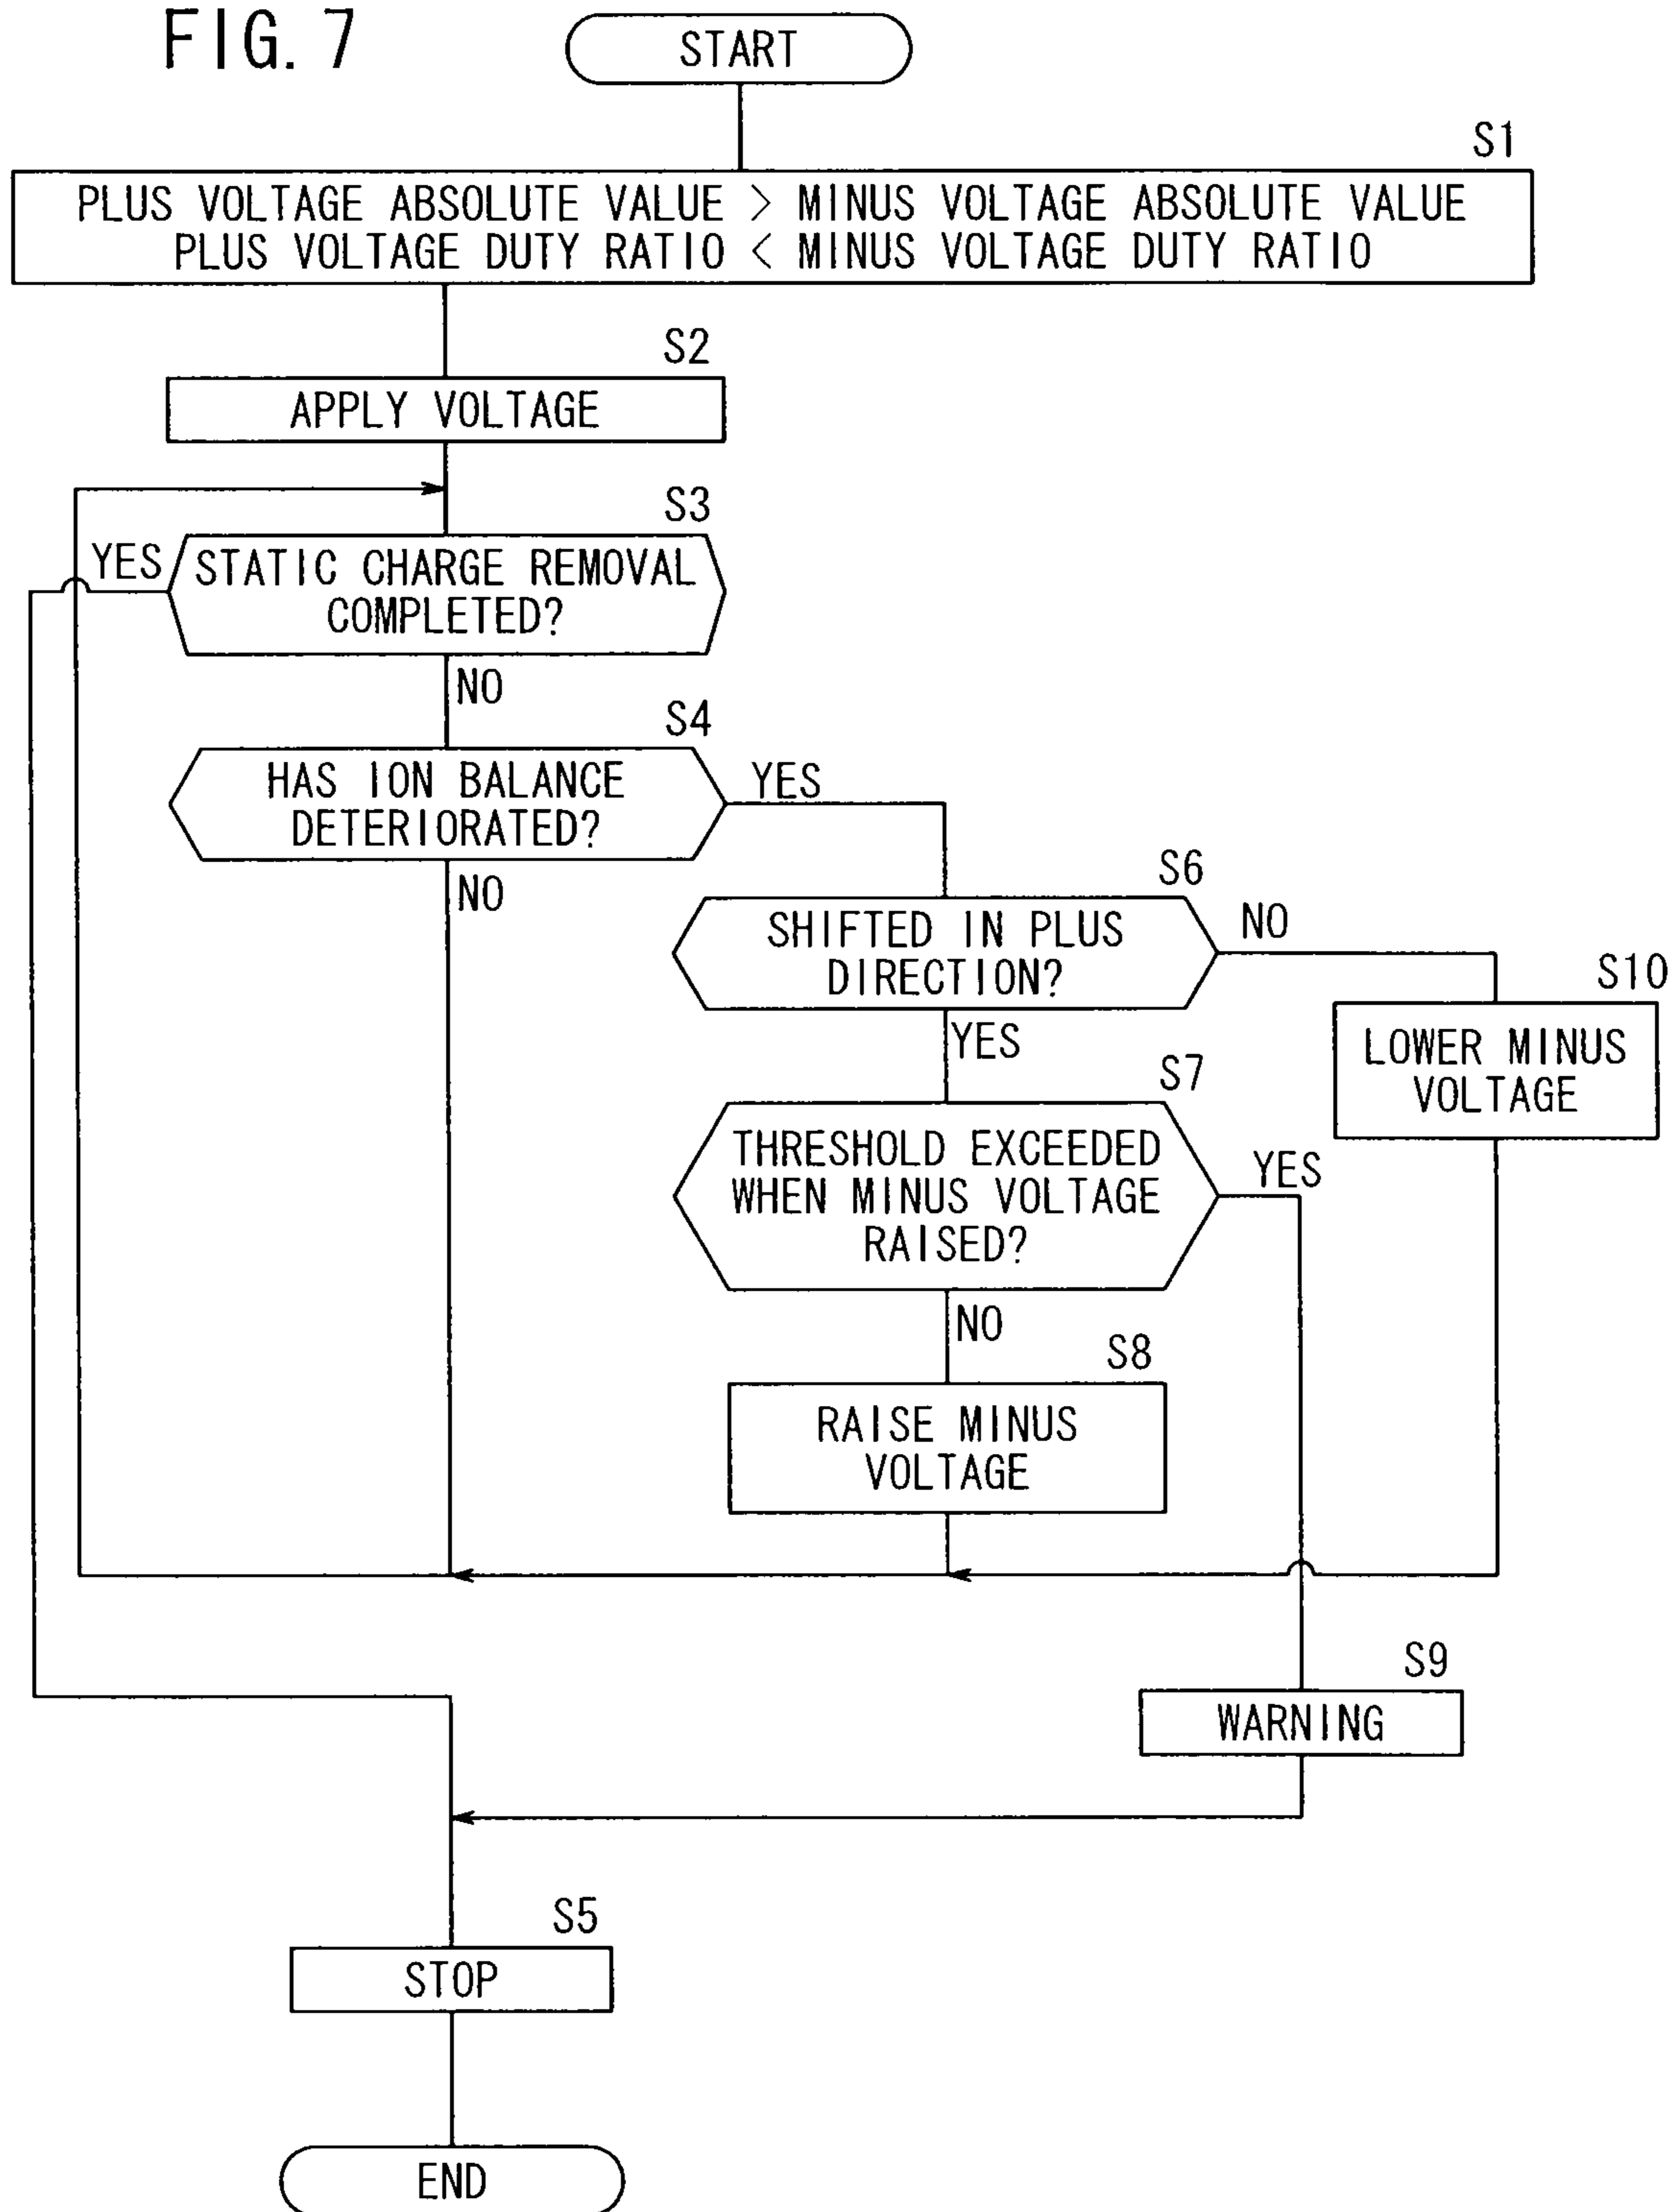 FIG. 7
START
S1
PLUS VOLTAGE ABSOLUTE VALUE > MINUS VOLTAGE ABSOLUTE VALUE
PLUS VOLTAGE DUTY RATIO < MINUS VOLTAGE DUTY RATIO
S2
APPLY VOLTAGE
S3
YES
STATIC CHARGE REMOVAL
COMPLETED?
NO
S4
HAS ION BALANCE
DETERIORATED?
YES
NO
S6
SHIFTED IN PLUS
DIRECTION?
NO
YES
S10
LOWER MINUS
VOLTAGE
S7
THRESHOLD EXCEEDED
WHEN MINUS VOLTAGE
RAISED?
YES
NO
S8
RAISE MINUS
VOLTAGE
S9
WARNING
S5
STOP
END